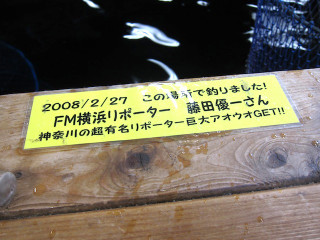 2008/2/27 この場所で釣りました!
FM横浜リポーター 藤田優一さん
神奈川の超有名リポーター巨大アオウオGET!!